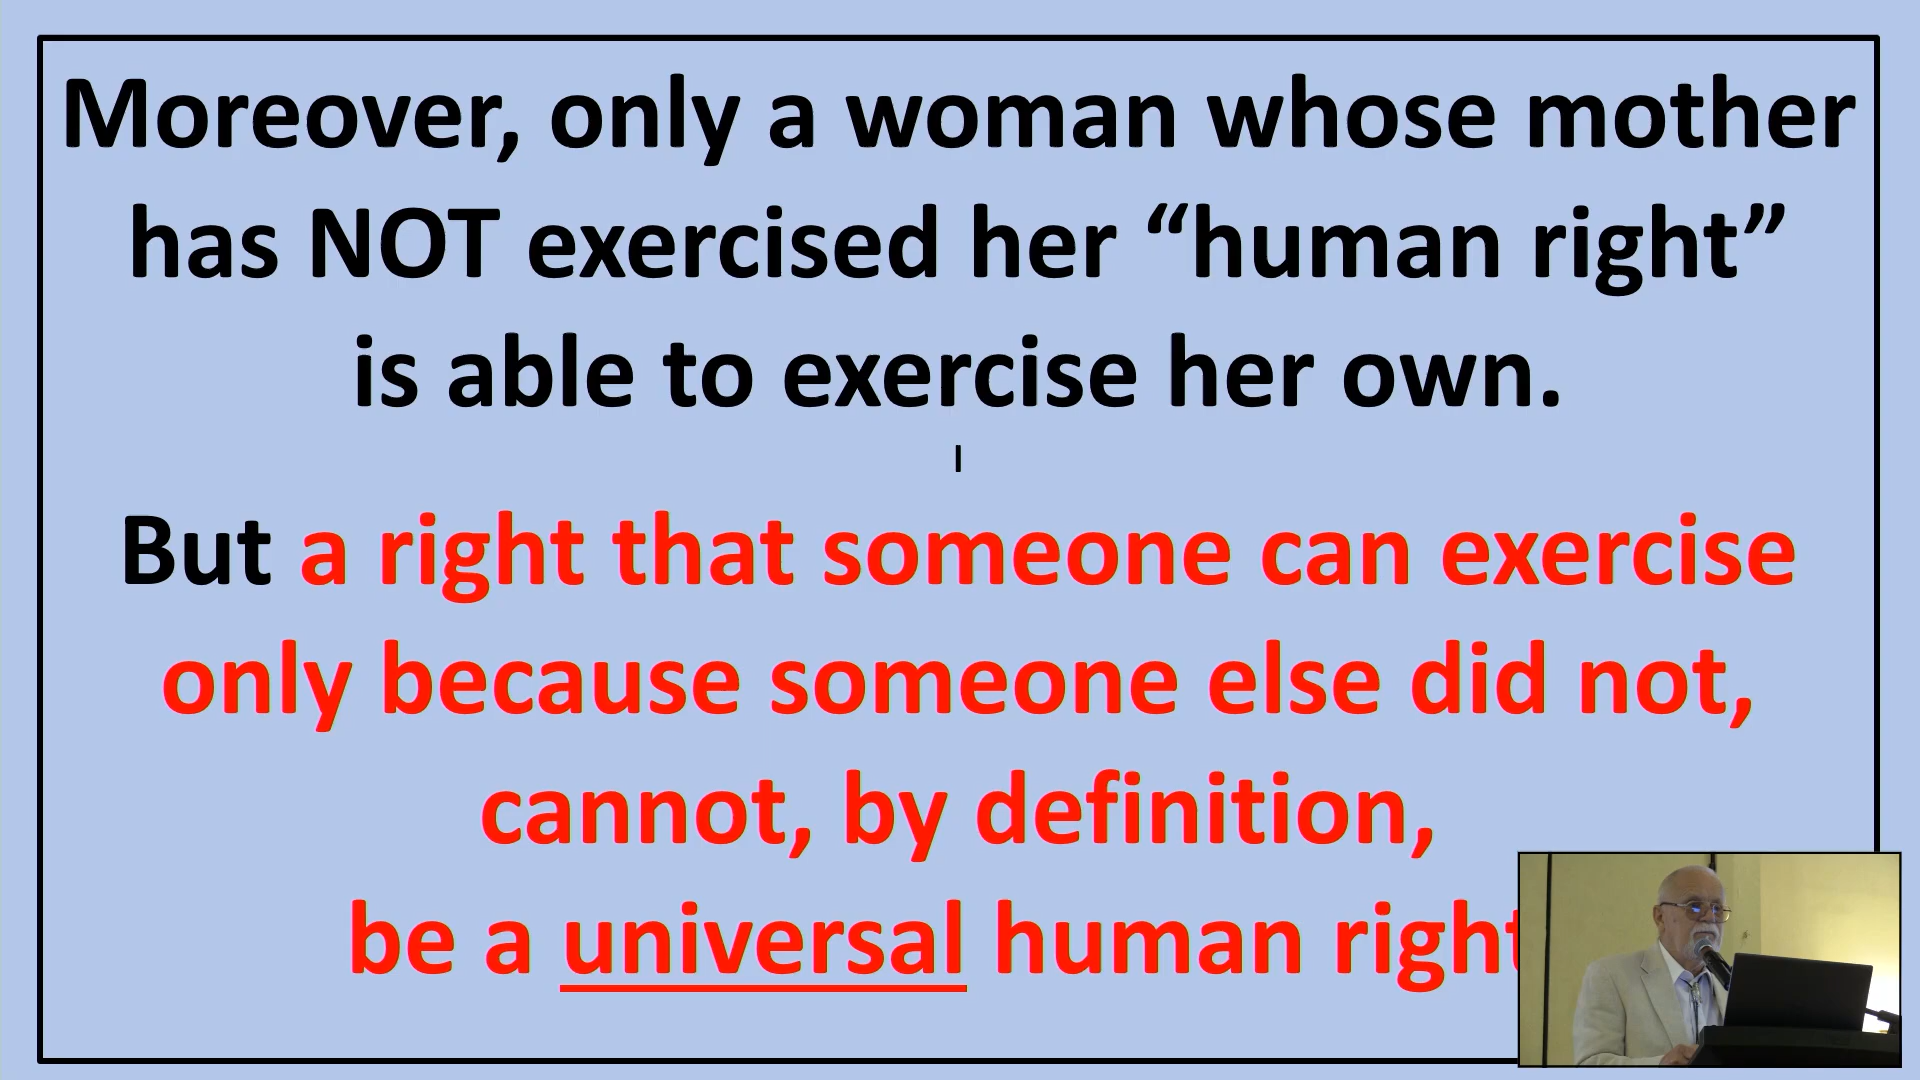 Moreover, only a woman whose mother
has NOT exercised her “human right”
is able to exercise her own.
But a right that someone can exercise
only because someone else did not,
cannot, by definition,
be a universal human right